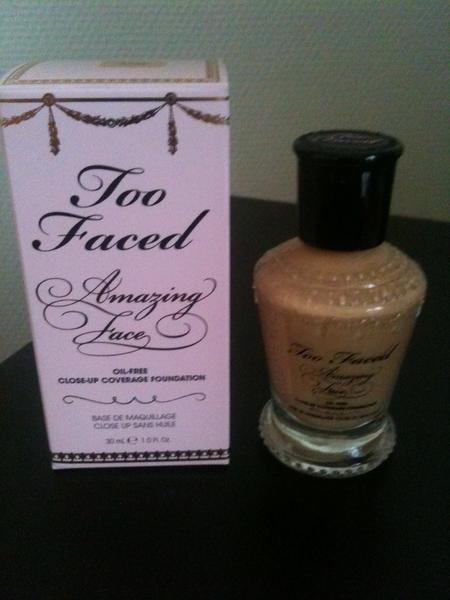 Too
Faced
Amazing
Face
OIL-FREE
CLOSE-UP COVERAGE FOUNDATION
BASE DE MAQUILLAGE
CLOSE UP SANS HUILE
30 mL ℮ 1.0 fl. Oz.
Too Faced
Amazing
Face